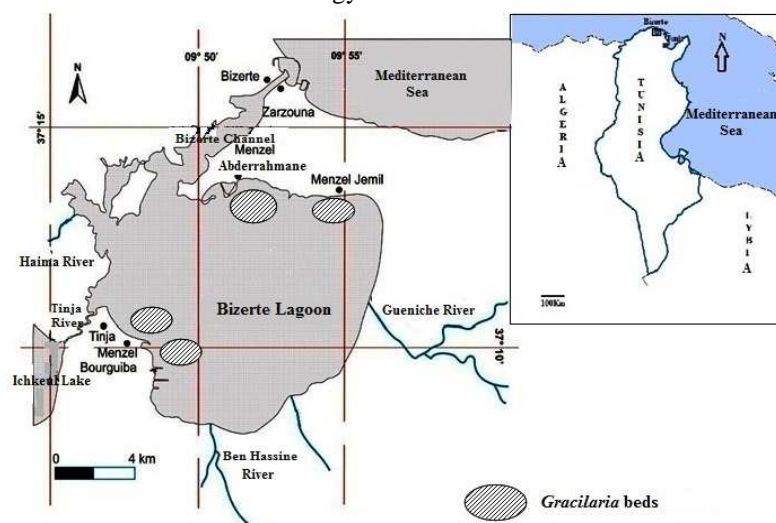 gy
09° 50
09° 55
Bizerte
Zarzouna
Mediterranean
Sea
37°15
Bizerte Channel
Menzel
Abderrahmane
Menzel Jemil
Haima River
Tinja
River
Tinja
Menzel
Bourguiba
Ichkeul Lake
Bizerte Lagoon
Gueniche River
37°10
Ben Hassine
River
0
4 km
Gracilaria beds
Bizerte
N
ALGERIA
TUNISIA
Mediterranean
Sea
LYBIA
100Km